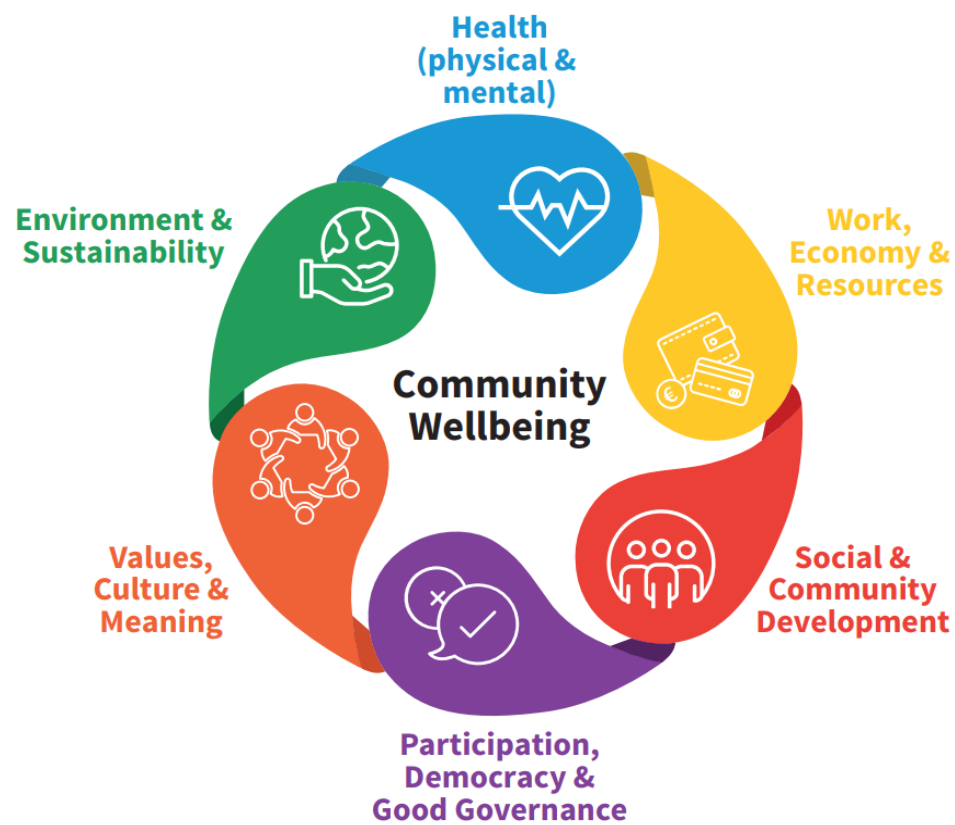 Health
(physical &
mental)
Work,
Economy &
Resources
Social &
Community
Development
Participation,
Democracy &
Good Governance
Values,
Culture &
Meaning
Environment &
Sustainability
Community
Wellbeing
€